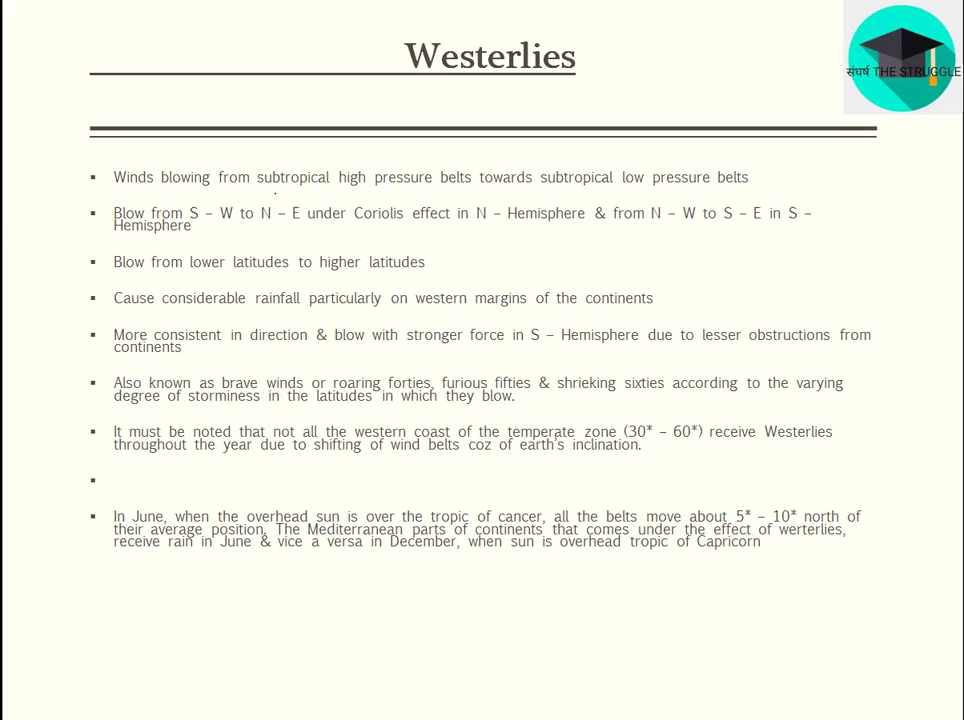 Westerlies
संघर्ष THE STRUGGLE
▪ Winds blowing from subtropical high pressure belts towards subtropical low pressure belts
▪ Blow from S – W to N – E under Coriolis effect in N – Hemisphere & from N – W to S – E in S –
Hemisphere
▪ Blow from lower latitudes to higher latitudes
▪ Cause considerable rainfall particularly on western margins of the continents
▪ More consistent in direction & blow with stronger force in S – Hemisphere due to lesser obstructions from
continents
▪ Also known as brave winds or roaring forties, furious fifties & shrieking sixties according to the varying
degree of storminess in the latitudes in which they blow.
▪ It must be noted that not all the western coast of the temperate zone (30* – 60*) receive Westerlies
throughout the year due to shifting of wind belts coz of earth's inclination.
▪
▪ In June, when the overhead sun is over the tropic of cancer, all the belts move about 5* – 10* north of
their average position. The Mediterranean parts of continents that comes under the effect of werterlies,
receive rain in June & vice a versa in December, when sun is overhead tropic of Capricorn